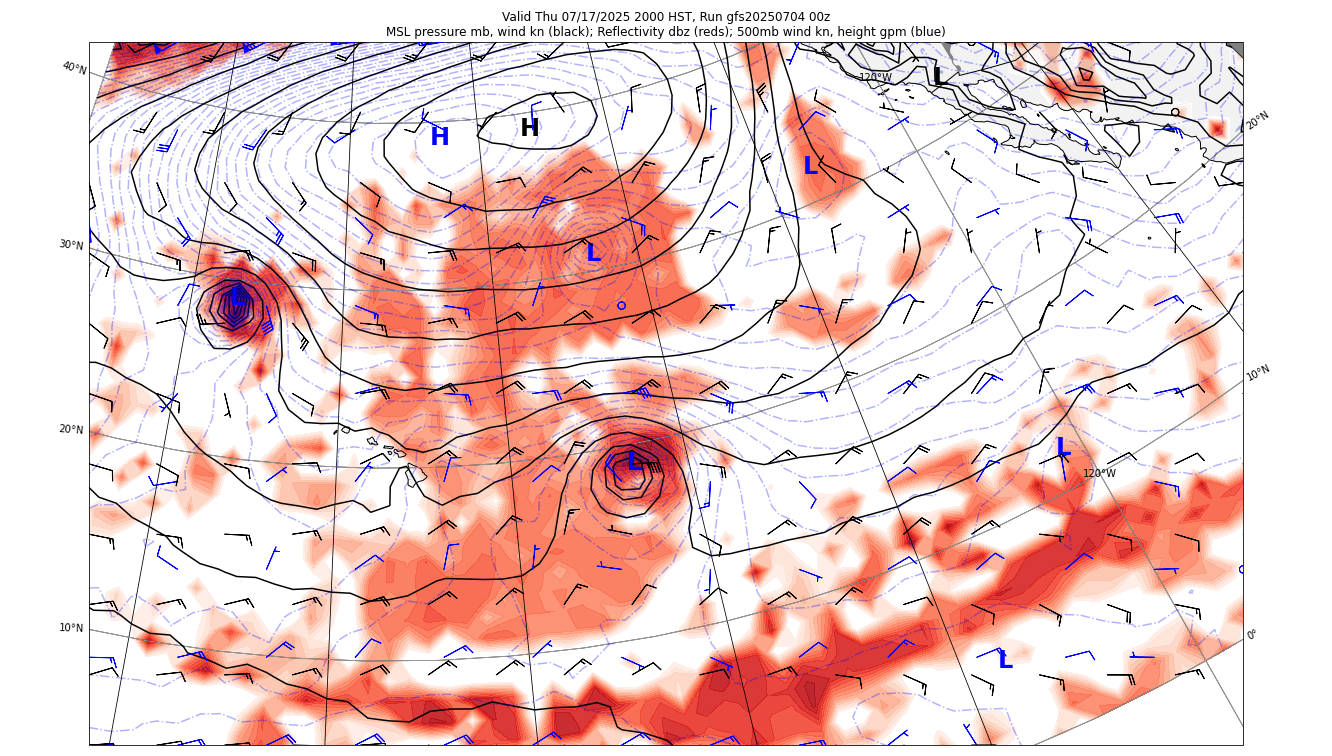 Valid Thu 07/17/2025 2000 HST, Run gfs20250704 00z
MSL pressure mb, wind kn (black); Reflectivity dbz (reds); 500mb wind kn, height gpm (blue)
40°N
120°W
L
20°N
H
H
L
30°N
L
L
10°N
20°N
L
L
120°W
10°N
0°
L